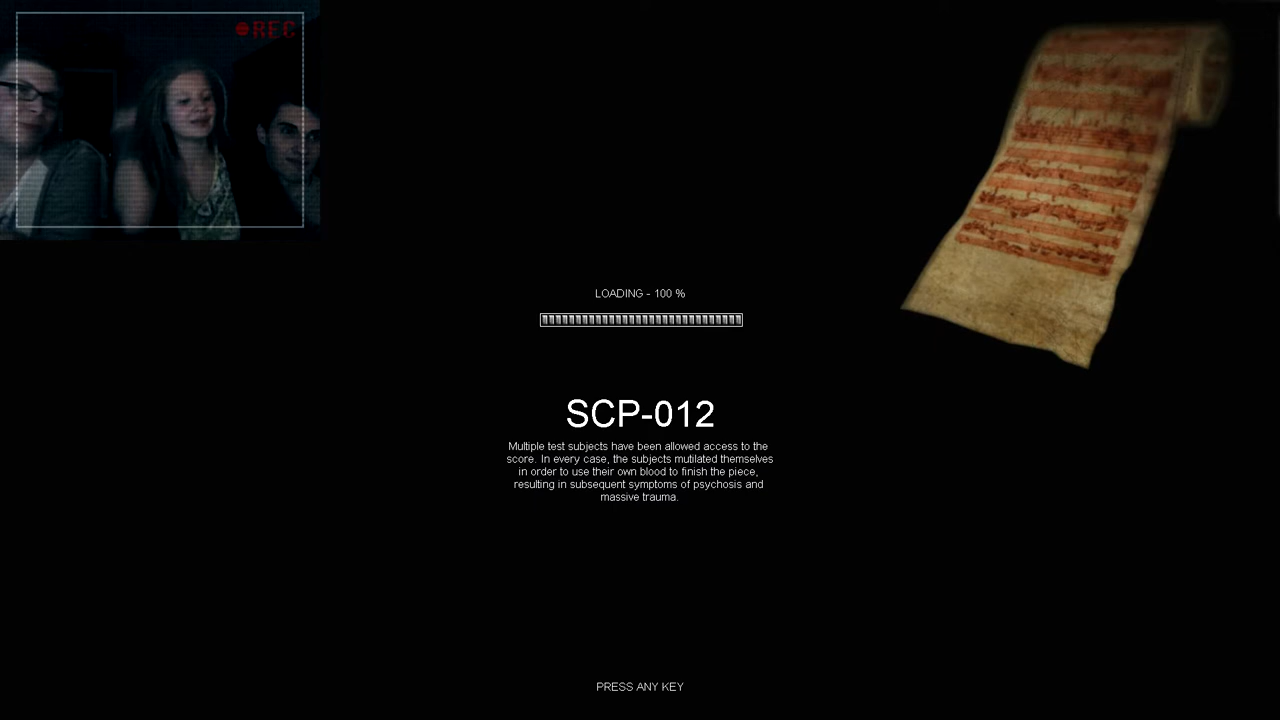 REC
LOADING - 100 %
SCP-012
Multiple test subjects have been allowed access to the
score. In every case, the subjects mutilated themselves
in order to use their own blood to finish the piece,
resulting in subsequent symptoms of psychosis and
massive trauma.
PRESS ANY KEY